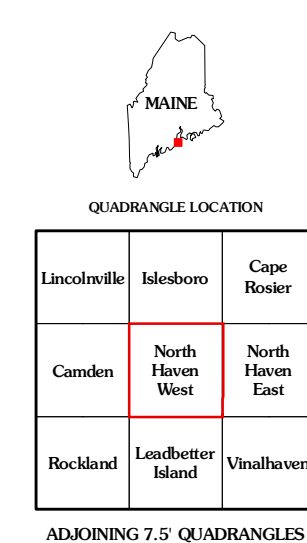 MAINE
QUADRANGLE LOCATION
Lincolnville
Islesboro
Cape
Rosier
Camden
North
Haven
West
North
Haven
East
Rockland
Leadbetter
Island
Vinalhaven
ADJOINING 7.5' QUADRANGLES